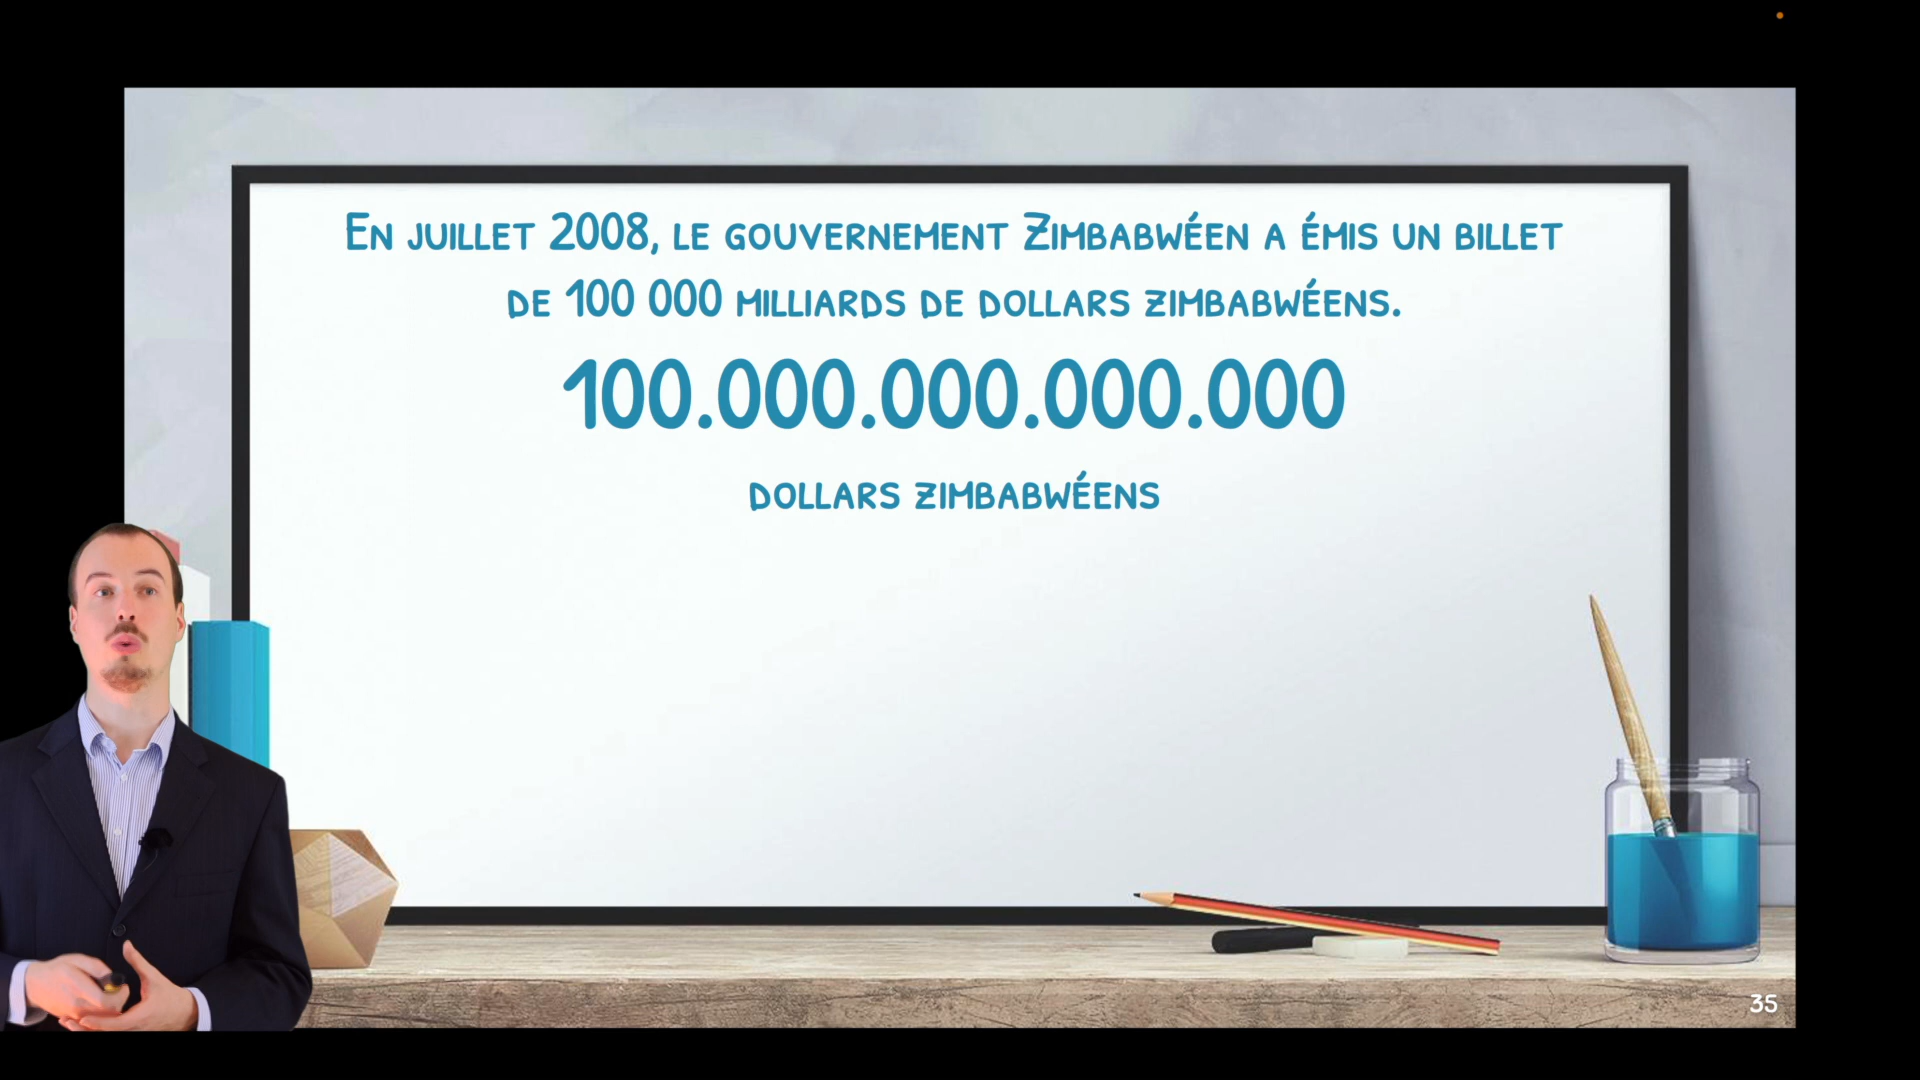 En juillet 2008, le gouvernement Zimbabwéen a émis un billet
de 100 000 milliards de dollars zimbabwéens.
100.000.000.000.000
dollars zimbabwéens
35